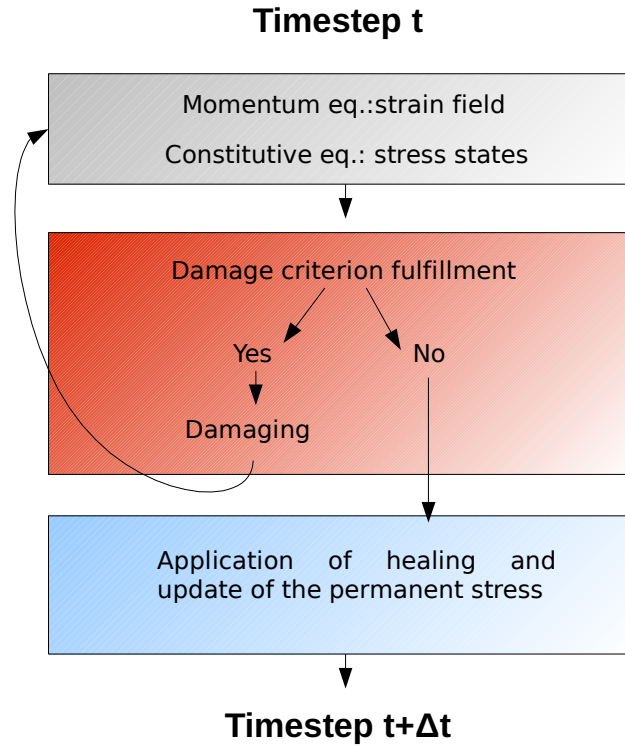 Timestep t
Momentum eq.:strain field
Constitutive eq.: stress states
Damage criterion fulfillment
Yes
No
Damaging
Application of healing and
update of the permanent stress
Timestep t+Δt